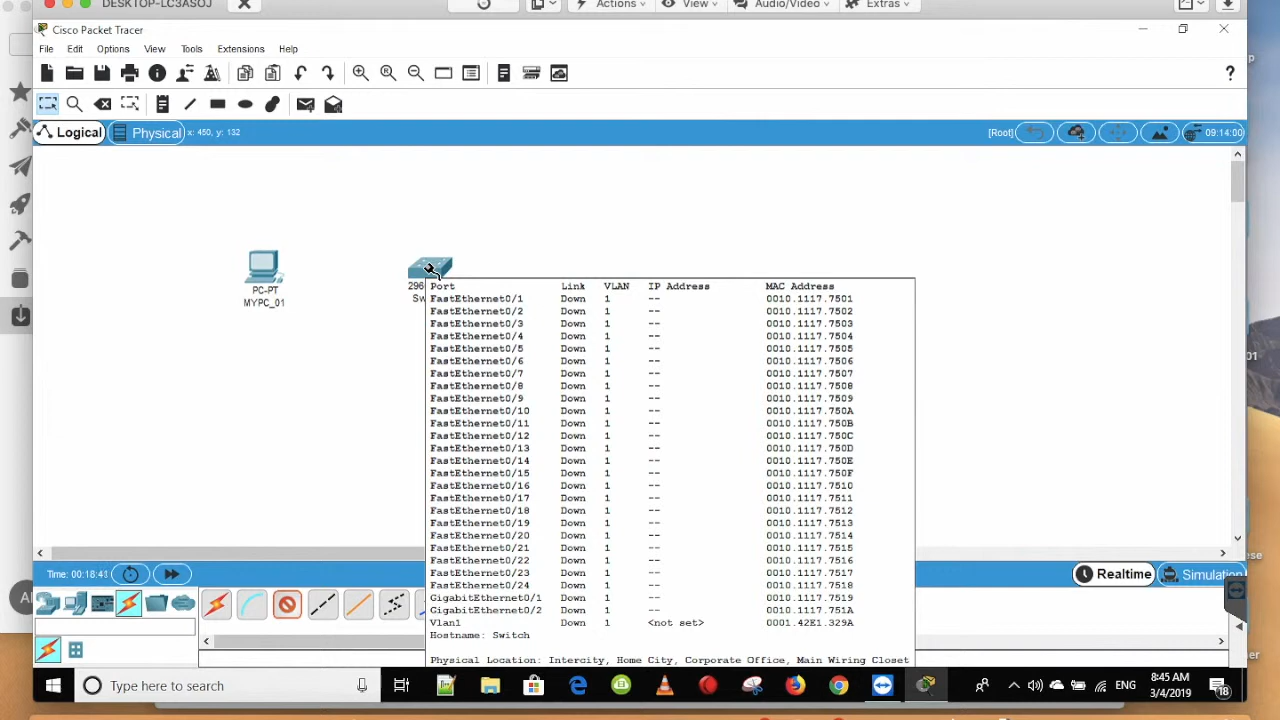 DESKTOP-LC3ASOJ
Actions
View
Audio/Video
Extras
Cisco Packet Tracer
File Edit Options View Tools Extensions Help
Logical Physical x: 450, y: 132 [Root] 09:14:00
PC-PT
MYPC_01
296
Sw
Port Link VLAN IP Address MAC Address
FastEthernet0/1 Down 1 -- 0010.1117.7501
FastEthernet0/2 Down 1 -- 0010.1117.7502
FastEthernet0/3 Down 1 -- 0010.1117.7503
FastEthernet0/4 Down 1 -- 0010.1117.7504
FastEthernet0/5 Down 1 -- 0010.1117.7505
FastEthernet0/6 Down 1 -- 0010.1117.7506
FastEthernet0/7 Down 1 -- 0010.1117.7507
FastEthernet0/8 Down 1 -- 0010.1117.7508
FastEthernet0/9 Down 1 -- 0010.1117.7509
FastEthernet0/10 Down 1 -- 0010.1117.750A
FastEthernet0/11 Down 1 -- 0010.1117.750B
FastEthernet0/12 Down 1 -- 0010.1117.750C
FastEthernet0/13 Down 1 -- 0010.1117.750D
FastEthernet0/14 Down 1 -- 0010.1117.750E
FastEthernet0/15 Down 1 -- 0010.1117.750F
FastEthernet0/16 Down 1 -- 0010.1117.7510
FastEthernet0/17 Down 1 -- 0010.1117.7511
FastEthernet0/18 Down 1 -- 0010.1117.7512
FastEthernet0/19 Down 1 -- 0010.1117.7513
FastEthernet0/20 Down 1 -- 0010.1117.7514
FastEthernet0/21 Down 1 -- 0010.1117.7515
FastEthernet0/22 Down 1 -- 0010.1117.7516
FastEthernet0/23 Down 1 -- 0010.1117.7517
FastEthernet0/24 Down 1 -- 0010.1117.7518
GigabitEthernet0/1 Down 1 -- 0010.1117.7519
GigabitEthernet0/2 Down 1 -- 0010.1117.751A
Vlan1 Down 1 <not set> 0001.42E1.329A
Hostname: Switch
Physical Location: Intercity, Home City, Corporate Office, Main Wiring Closet
Time: 00:18:43
Realtime Simulation
Type here to search
ENG
8:45 AM
3/4/2019
18